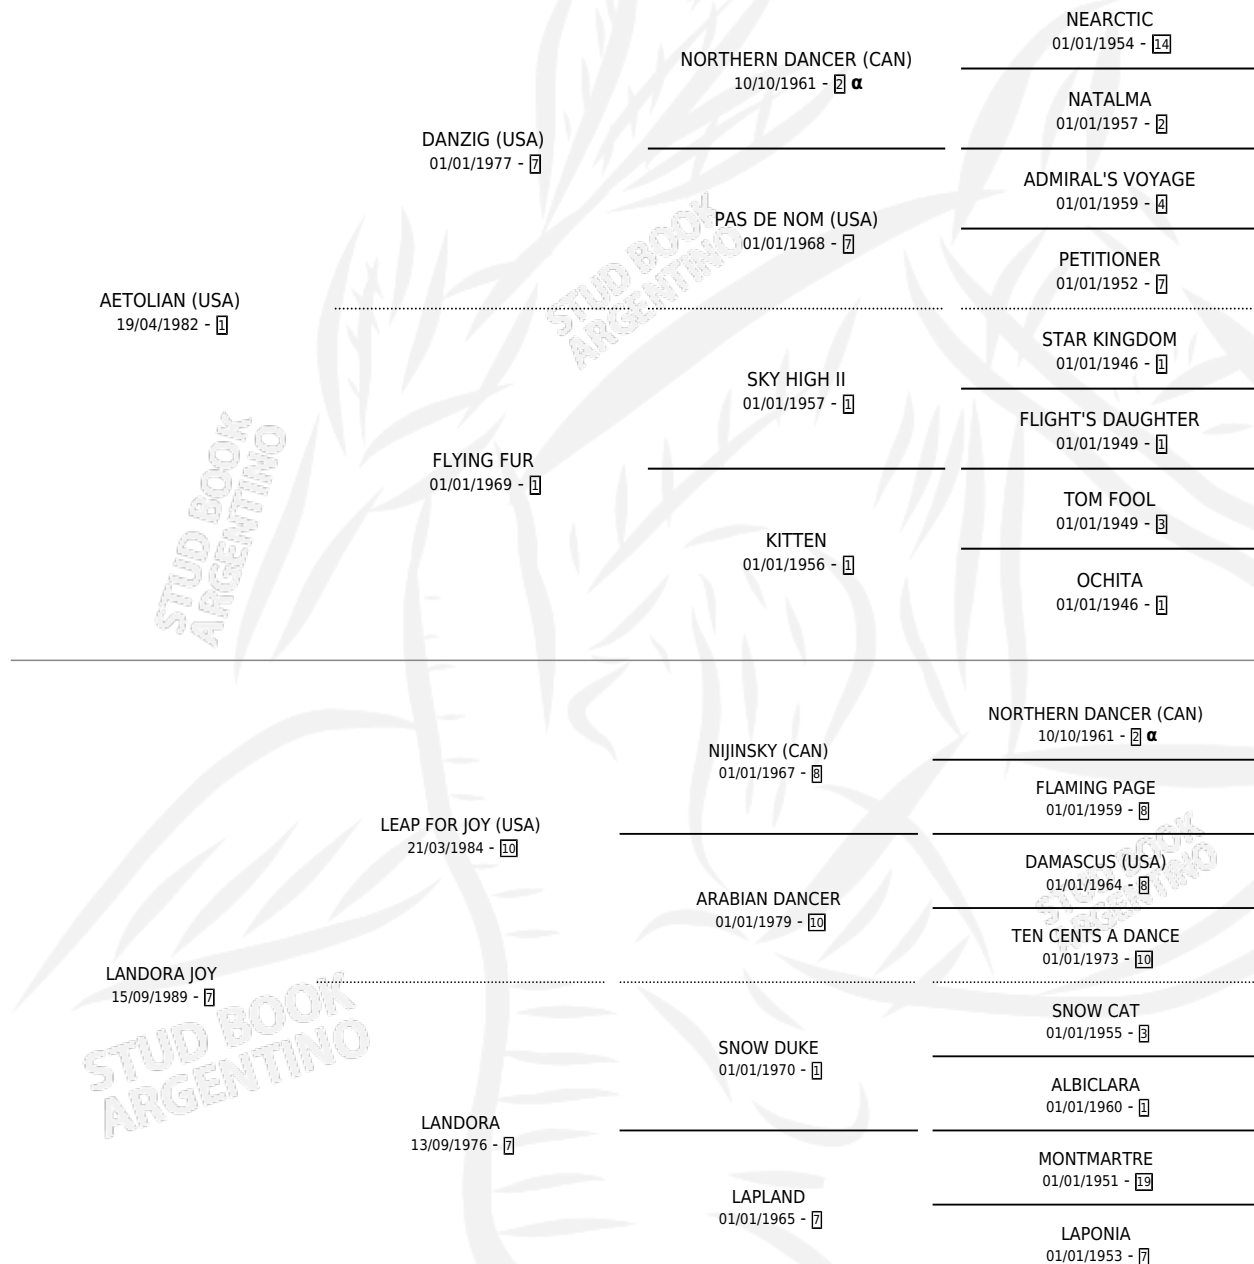 NEARCTIC
01/01/1954 - 14
NORTHERN DANCER (CAN)
10/10/1961 - 2 α
NATALMA
01/01/1957 - 2
DANZIG (USA)
01/01/1977 - 7
ADMIRAL'S VOYAGE
01/01/1959 - 4
PAS DE NOM (USA)
01/01/1968 - 7
PETITIONER
01/01/1952 - 7
AETOLIAN (USA)
19/04/1982 - 1
STAR KINGDOM
01/01/1946 - 1
SKY HIGH II
01/01/1957 - 1
FLIGHT'S DAUGHTER
01/01/1949 - 1
FLYING FUR
01/01/1969 - 1
TOM FOOL
01/01/1949 - 3
KITTEN
01/01/1956 - 1
OCHITA
01/01/1946 - 1
STUD BOOK
ARGENTINO
STUD BOOK
ARGENTINO
NORTHERN DANCER (CAN)
10/10/1961 - 2 α
NIJINSKY (CAN)
01/01/1967 - 8
FLAMING PAGE
01/01/1959 - 8
LEAP FOR JOY (USA)
21/03/1984 - 10
DAMASCUS (USA)
01/01/1964 - 8
ARABIAN DANCER
01/01/1979 - 10
TEN CENTS A DANCE
01/01/1973 - 10
LANDORA JOY
15/09/1989 - 7
SNOW CAT
01/01/1955 - 3
SNOW DUKE
01/01/1970 - 1
ALBICLARA
01/01/1960 - 1
LANDORA
13/09/1976 - 7
MONTMARTRE
01/01/1951 - 19
LAPLAND
01/01/1965 - 7
LAPONIA
01/01/1953 - 7
STUD BOOK
ARGENTINO
STUD BOOK
ARGENTINO